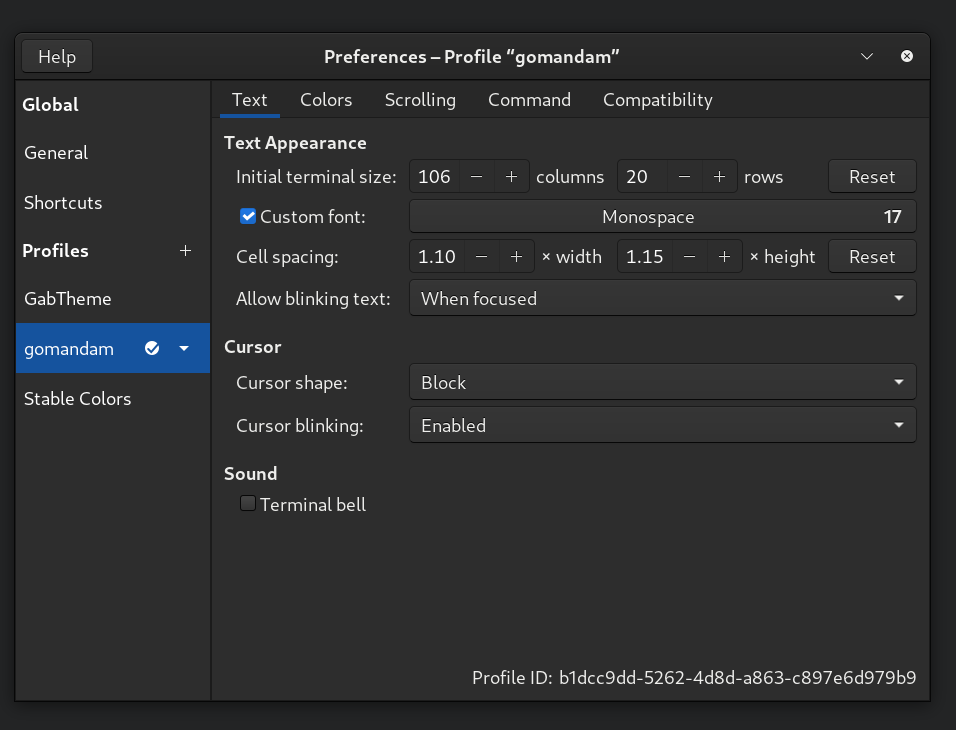 Help
Preferences – Profile “gomandam”
Global
General
Shortcuts
Profiles +
GabTheme
gomandam
Stable Colors
Text Colors Scrolling Command Compatibility
Text Appearance
Initial terminal size: 106 − + columns 20 − + rows Reset
Custom font: Monospace 17
Cell spacing: 1.10 − + × width 1.15 − + × height Reset
Allow blinking text: When focused
Cursor
Cursor shape: Block
Cursor blinking: Enabled
Sound
Terminal bell
Profile ID: b1dcc9dd-5262-4d8d-a863-c897e6d979b9